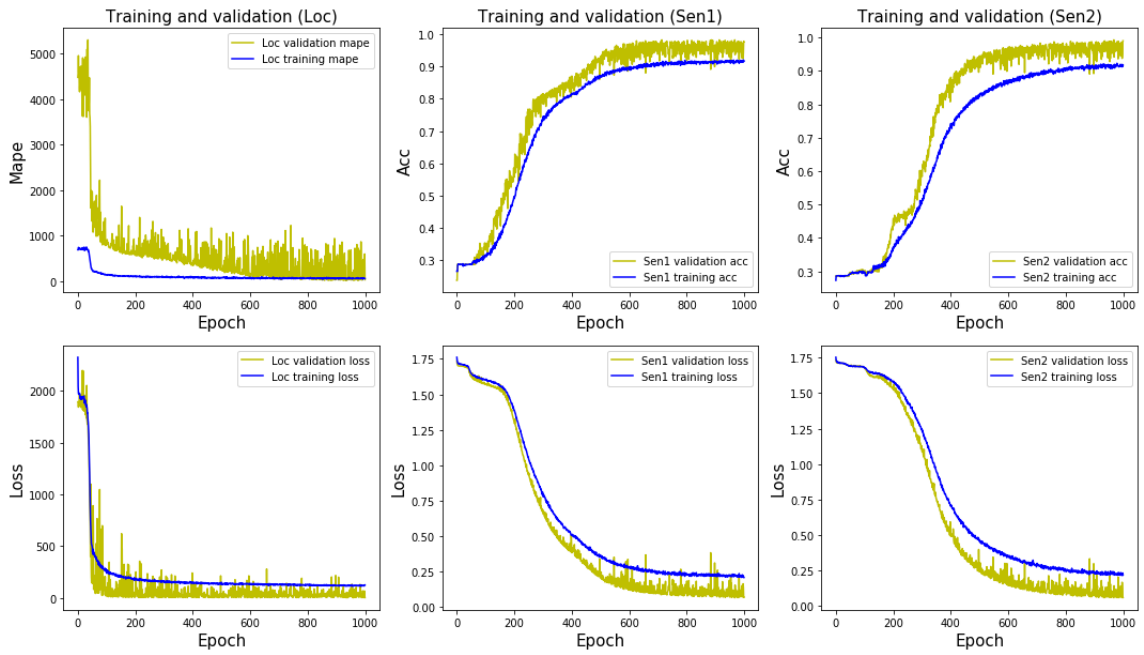 Training and validation (Loc)
Mape
5000
4000
3000
2000
1000
0
Loc validation mape
Loc training mape
0 200 400 600 800 1000
Epoch
Training and validation (Sen1)
Acc
1.0
0.9
0.8
0.7
0.6
0.5
0.4
0.3
Sen1 validation acc
Sen1 training acc
0 200 400 600 800 1000
Epoch
Training and validation (Sen2)
Acc
1.0
0.9
0.8
0.7
0.6
0.5
0.4
0.3
Sen2 validation acc
Sen2 training acc
0 200 400 600 800 1000
Epoch
Loss
2000
1500
1000
500
0
Loc validation loss
Loc training loss
0 200 400 600 800 1000
Epoch
Loss
1.75
1.50
1.25
1.00
0.75
0.50
0.25
0.00
Sen1 validation loss
Sen1 training loss
0 200 400 600 800 1000
Epoch
Loss
1.75
1.50
1.25
1.00
0.75
0.50
0.25
0.00
Sen2 validation loss
Sen2 training loss
0 200 400 600 800 1000
Epoch